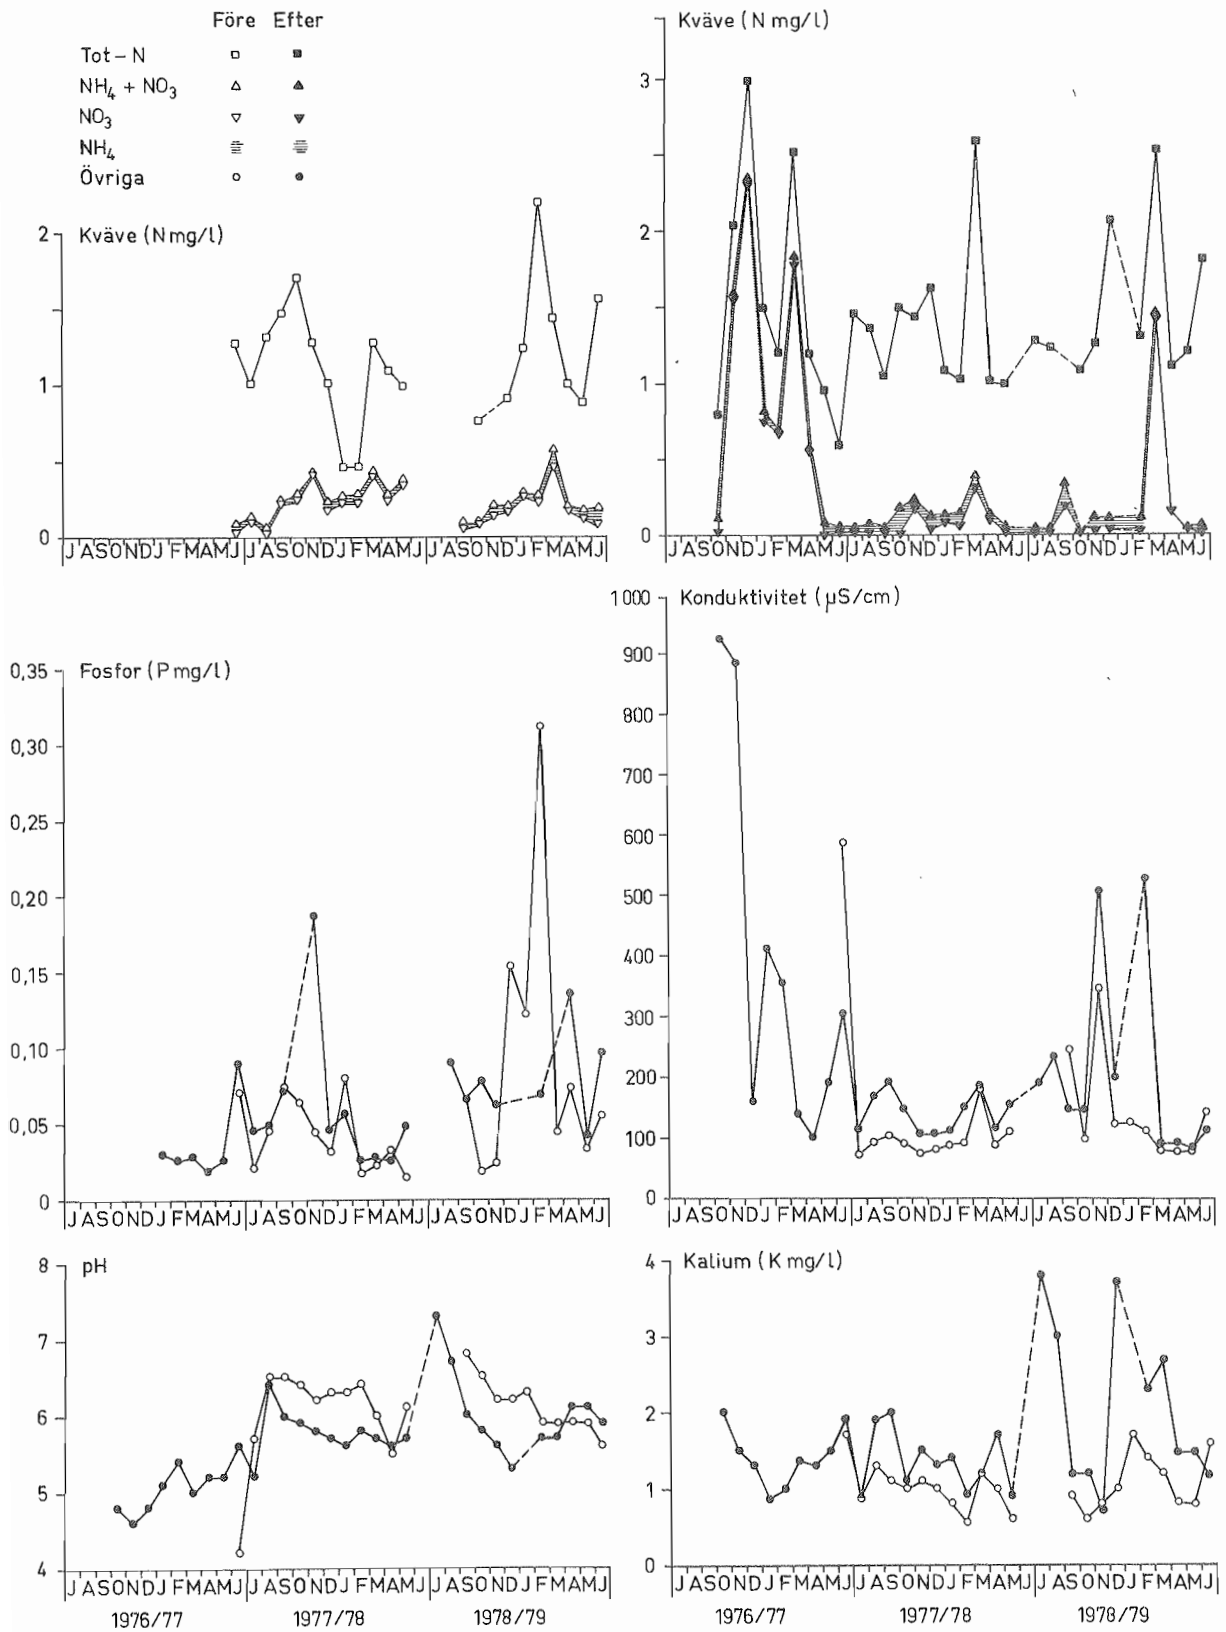 Före Efter
Tot-N
NH₄ + NO₃
NO₃
NH₄
Övriga
Kväve (N mg/l)
2
1
0
J A S O N D J F M A M J J A S O N D J F M A M J J A S O N D J F M A M J
Kväve (N mg/l)
3
2
1
0
J A S O N D J F M A M J J A S O N D J F M A M J J A S O N D J F M A M J
Fosfor (P mg/l)
0,35
0,30
0,25
0,20
0,15
0,10
0,05
0
J A S O N D J F M A M J J A S O N D J F M A M J J A S O N D J F M A M J
Konduktivitet (µS/cm)
1000
900
800
700
600
500
400
300
200
100
0
J A S O N D J F M A M J J A S O N D J F M A M J J A S O N D J F M A M J
pH
8
7
6
5
4
J A S O N D J F M A M J J A S O N D J F M A M J J A S O N D J F M A M J
1976/77 1977/78 1978/79
Kalium (K mg/l)
4
3
2
1
0
J A S O N D J F M A M J J A S O N D J F M A M J J A S O N D J F M A M J
1976/77 1977/78 1978/79